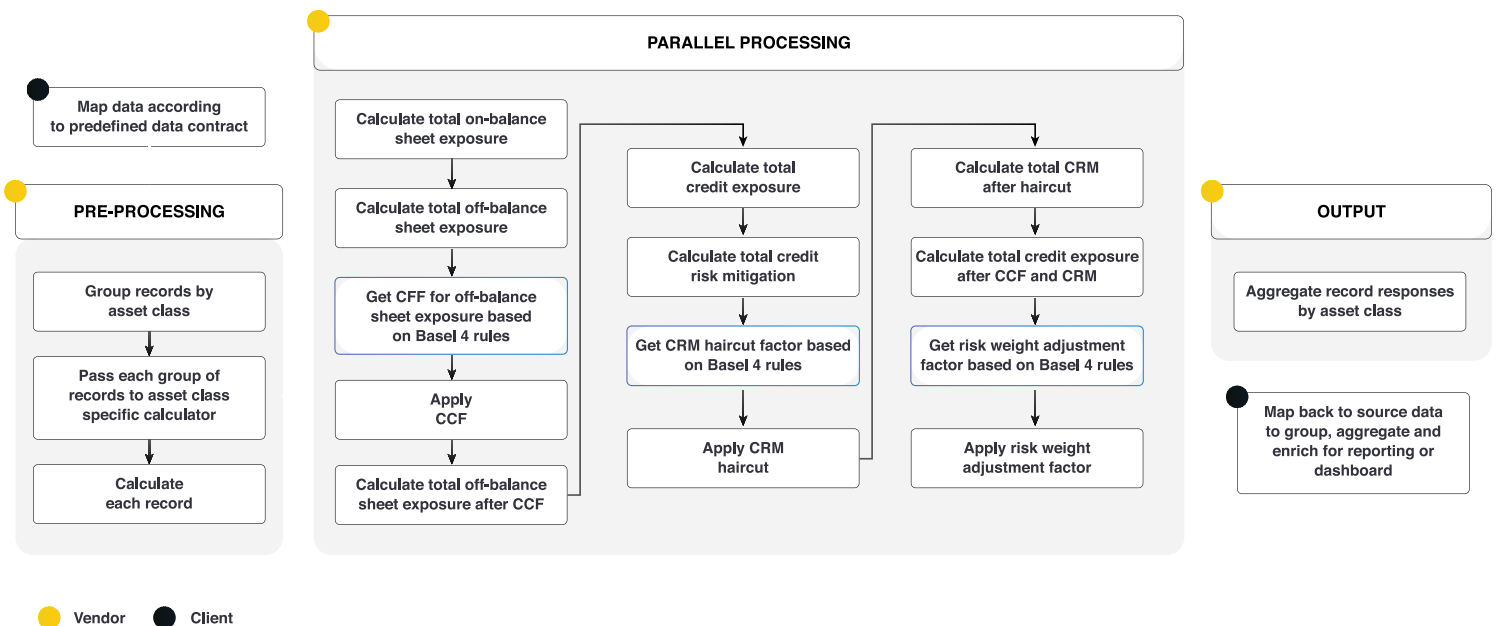 Map data according
to predefined data contract
PRE-PROCESSING
Group records by
asset class
Pass each group of
records to asset class
specific calculator
Calculate
each record
PARALLEL PROCESSING
Calculate total on-balance
sheet exposure
Calculate total off-balance
sheet exposure
Get CFF for off-balance
sheet exposure based
on Basel 4 rules
Apply
CCF
Calculate total off-balance
sheet exposure after CCF
Calculate total
credit exposure
Calculate total credit
risk mitigation
Get CRM haircut factor based
on Basel 4 rules
Apply CRM
haircut
Calculate total CRM
after haircut
Calculate total credit exposure
after CCF and CRM
Get risk weight adjustment
factor based on Basel 4 rules
Apply risk weight
adjustment factor
OUTPUT
Aggregate record responses
by asset class
Map back to source data
to group, aggregate and
enrich for reporting or
dashboard
Vendor
Client